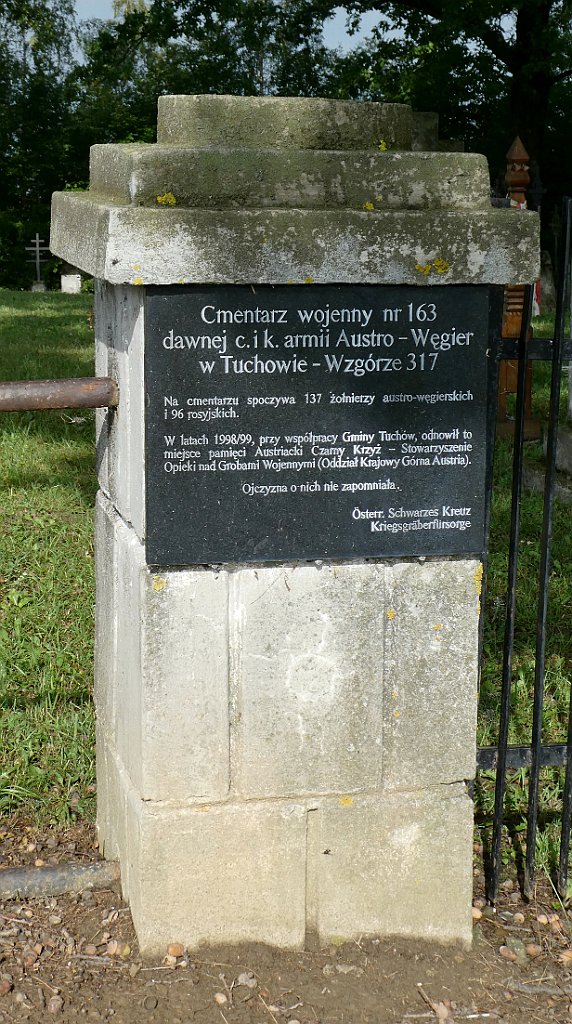 Cmentarz wojenny nr 163
dawnej c. i k. armii Austro – Węgier
w Tuchowie – Wzgórze 317
Na cmentarzu spoczywa 137 żołnierzy austro-węgierskich
i 96 rosyjskich.
W latach 1998/99, przy współpracy Gminy Tuchów, odnowił to
miejsce pamięci Austriacki Czarny Krzyż – Stowarzyszenie
Opieki nad Grobami Wojennymi (Oddział Krajowy Górna Austria).
Ojczyzna o nich nie zapomniała.
Österr. Schwarzes Kreuz
Kriegsgräberfürsorge